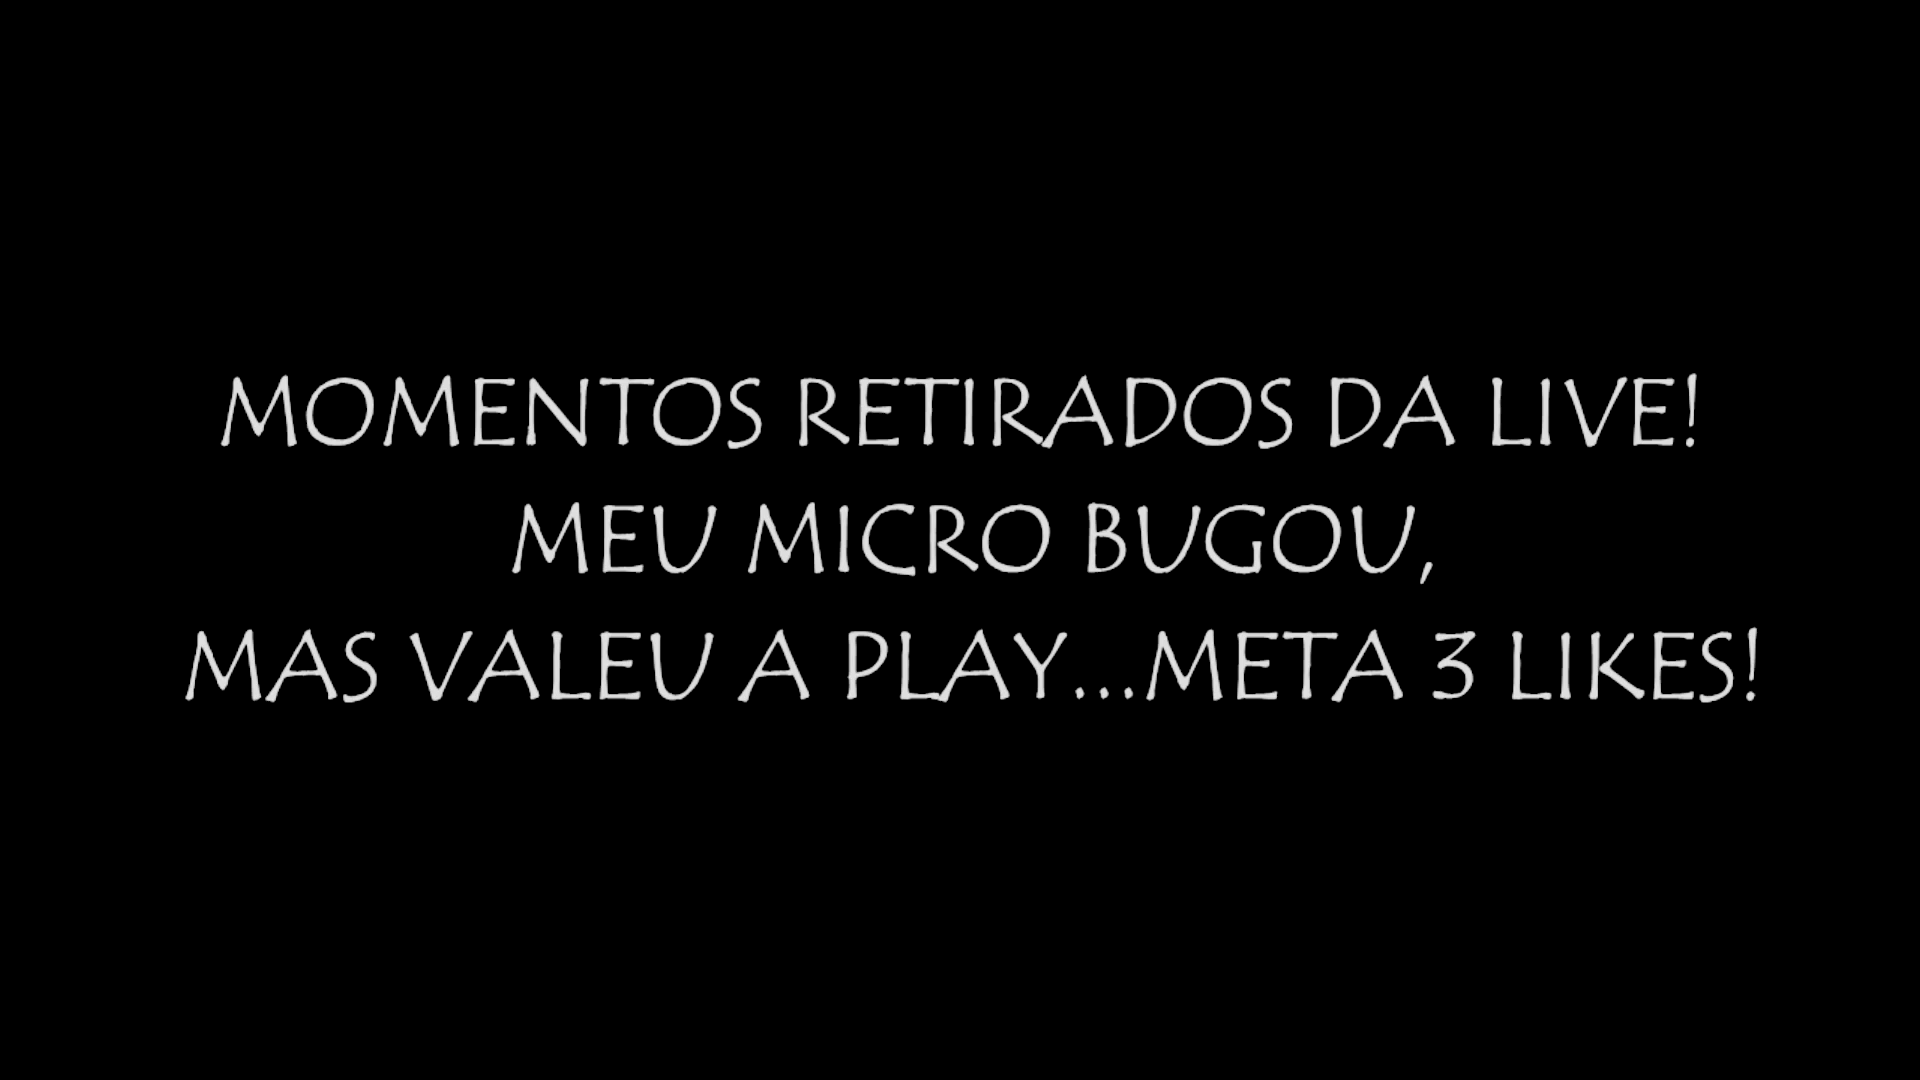 MOMENTOS RETIRADOS DA LIVE!
MEU MICRO BUGOU,
MAS VALEU A PLAY...META 3 LIKES!